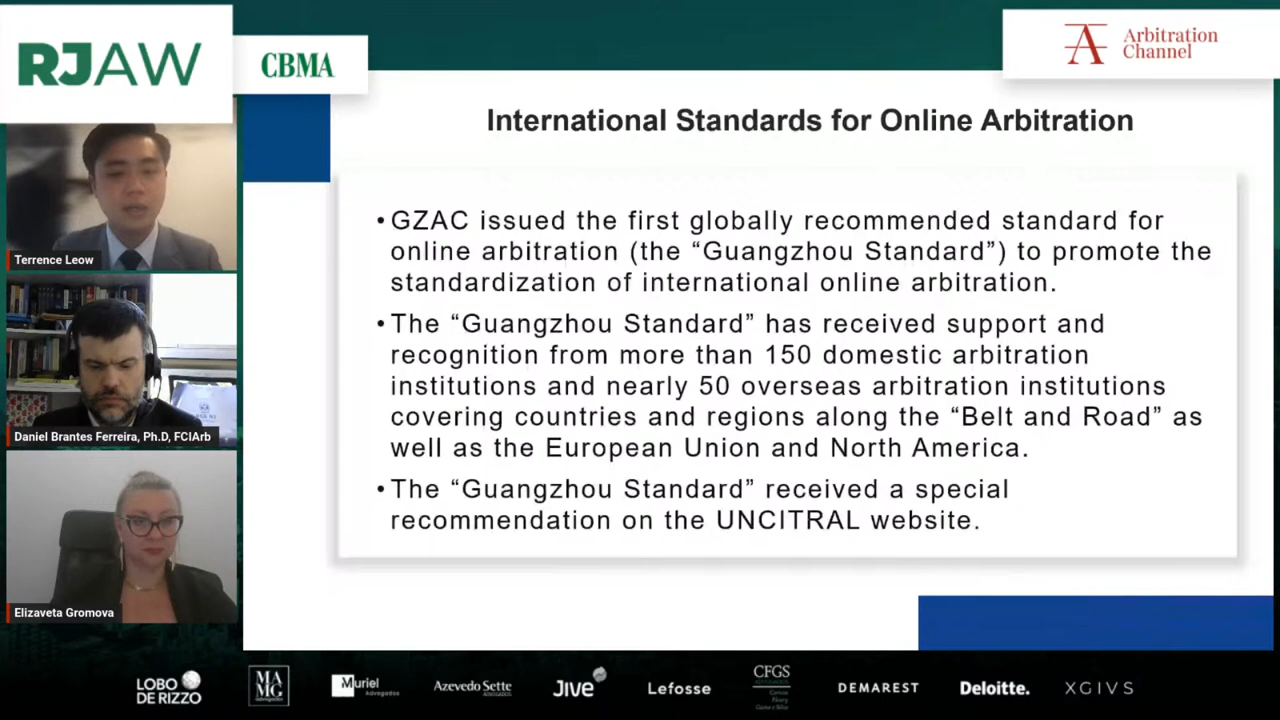 RJAW
CBMA
Arbitration
Channel
International Standards for Online Arbitration
• GZAC issued the first globally recommended standard for
online arbitration (the “Guangzhou Standard”) to promote the
standardization of international online arbitration.
• The “Guangzhou Standard” has received support and
recognition from more than 150 domestic arbitration
institutions and nearly 50 overseas arbitration institutions
covering countries and regions along the “Belt and Road” as
well as the European Union and North America.
• The “Guangzhou Standard” received a special
recommendation on the UNCITRAL website.
Terrence Leow
Daniel Brantes Ferreira, Ph.D, FCIArb
Elizaveta Gromova
LOBO
DE RIZZO
MA
MG
Muriel
Advogados
Azevedo Sette
ADVOGADOS
Jive
Lefosse
CFGS
DEMAREST
Deloitte.
XGIVS